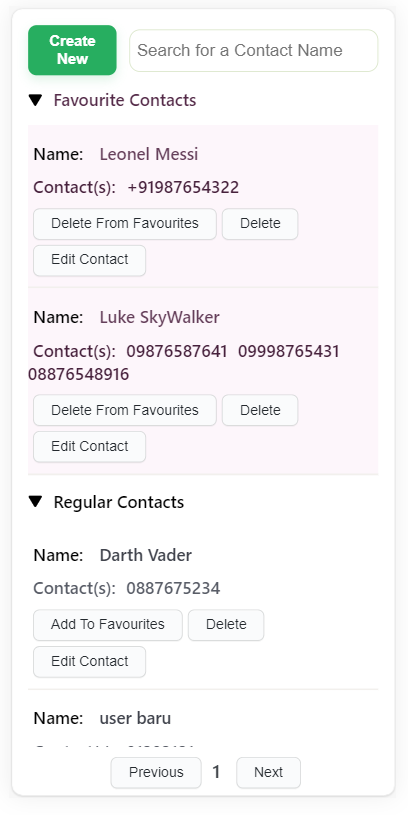 Create
New
Search for a Contact Name
▼ Favourite Contacts
Name: Leonel Messi
Contact(s): +91987654322
Delete From Favourites Delete
Edit Contact
Name: Luke SkyWalker
Contact(s): 09876587641 09998765431
08876548916
Delete From Favourites Delete
Edit Contact
▼ Regular Contacts
Name: Darth Vader
Contact(s): 0887675234
Add To Favourites Delete
Edit Contact
Name: user baru
Previous 1 Next